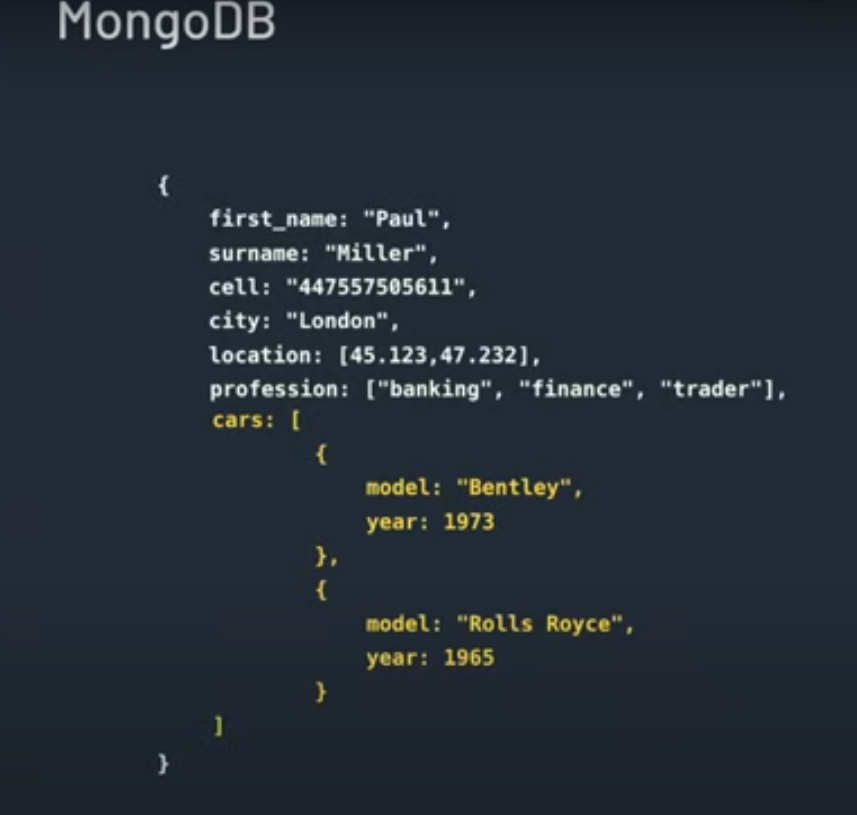 MongoDB
{
first_name: "Paul",
surname: "Miller",
cell: "447557505611",
city: "London",
location: [45.123,47.232],
profession: ["banking", "finance", "trader"],
cars: [
{
model: "Bentley",
year: 1973
},
{
model: "Rolls Royce",
year: 1965
}
]
}